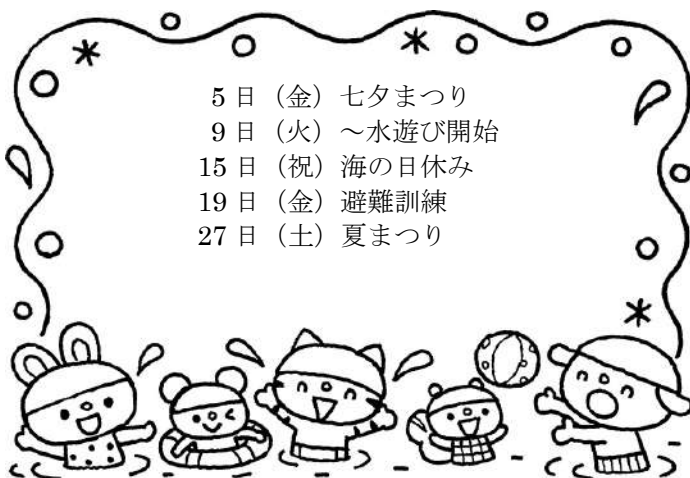 5日（金）七夕まつり
9日（火）～水遊び開始
15日（祝）海の日休み
19日（金）避難訓練
27日（土）夏まつり